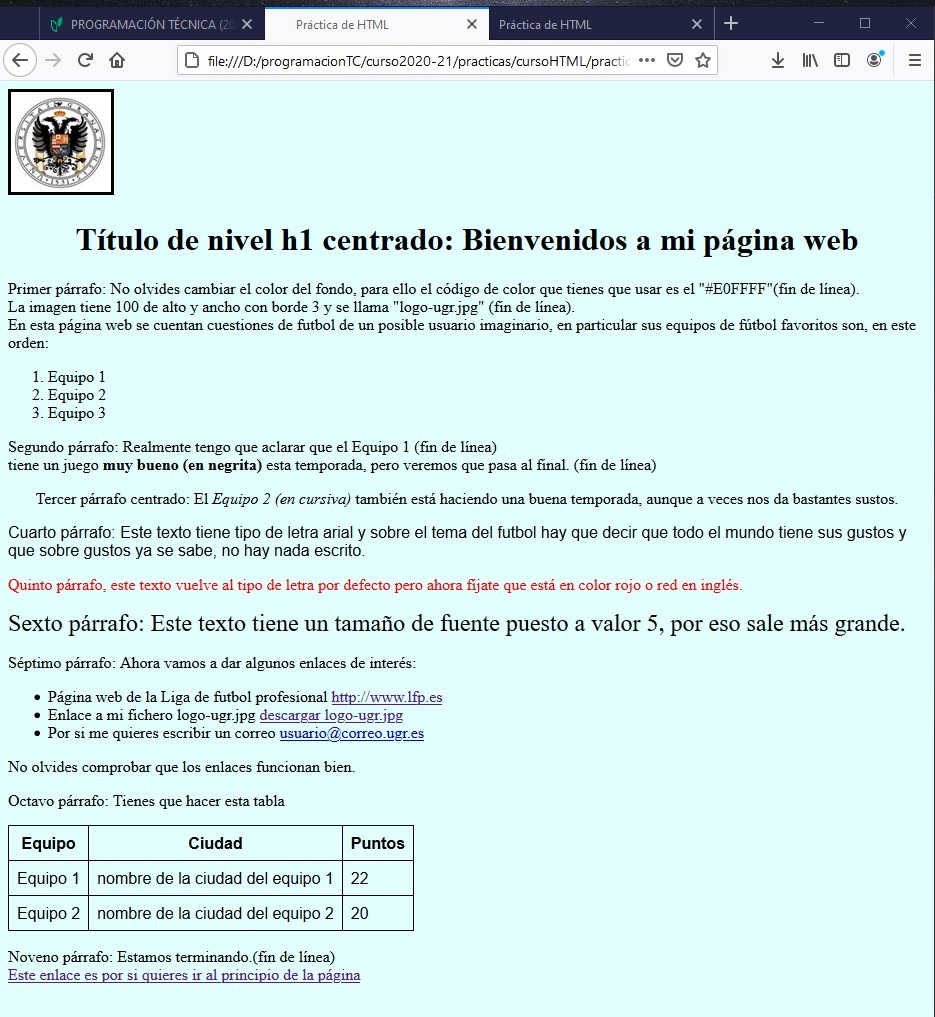 PROGRAMACIÓN TÉCNICA (20
Práctica de HTML
Práctica de HTML
file:///D:/programacionTC/curso2020-21/practicas/cursoHTML/practic
Título de nivel h1 centrado: Bienvenidos a mi página web
Primer párrafo: No olvides cambiar el color del fondo, para ello el código de color que tienes que usar es el "#E0FFFF"(fin de línea).
La imagen tiene 100 de alto y ancho con borde 3 y se llama "logo-ugr.jpg" (fin de línea).
En esta página web se cuentan cuestiones de futbol de un posible usuario imaginario, en particular sus equipos de fútbol favoritos son, en este
orden:
1. Equipo 1
2. Equipo 2
3. Equipo 3
Segundo párrafo: Realmente tengo que aclarar que el Equipo 1 (fin de línea)
tiene un juego muy bueno (en negrita) esta temporada, pero veremos que pasa al final. (fin de línea)
Tercer párrafo centrado: El Equipo 2 (en cursiva) también está haciendo una buena temporada, aunque a veces nos da bastantes sustos.
Cuarto párrafo: Este texto tiene tipo de letra arial y sobre el tema del futbol hay que decir que todo el mundo tiene sus gustos y
que sobre gustos ya se sabe, no hay nada escrito.
Quinto párrafo, este texto vuelve al tipo de letra por defecto pero ahora fíjate que está en color rojo o red en inglés.
Sexto párrafo: Este texto tiene un tamaño de fuente puesto a valor 5, por eso sale más grande.
Séptimo párrafo: Ahora vamos a dar algunos enlaces de interés:
• Página web de la Liga de futbol profesional http://www.lfp.es
• Enlace a mi fichero logo-ugr.jpg descargar logo-ugr.jpg
• Por si me quieres escribir un correo usuario@correo.ugr.es
No olvides comprobar que los enlaces funcionan bien.
Octavo párrafo: Tienes que hacer esta tabla
Equipo Ciudad Puntos
Equipo 1 nombre de la ciudad del equipo 1 22
Equipo 2 nombre de la ciudad del equipo 2 20
Noveno párrafo: Estamos terminando.(fin de línea)
Este enlace es por si quieres ir al principio de la página